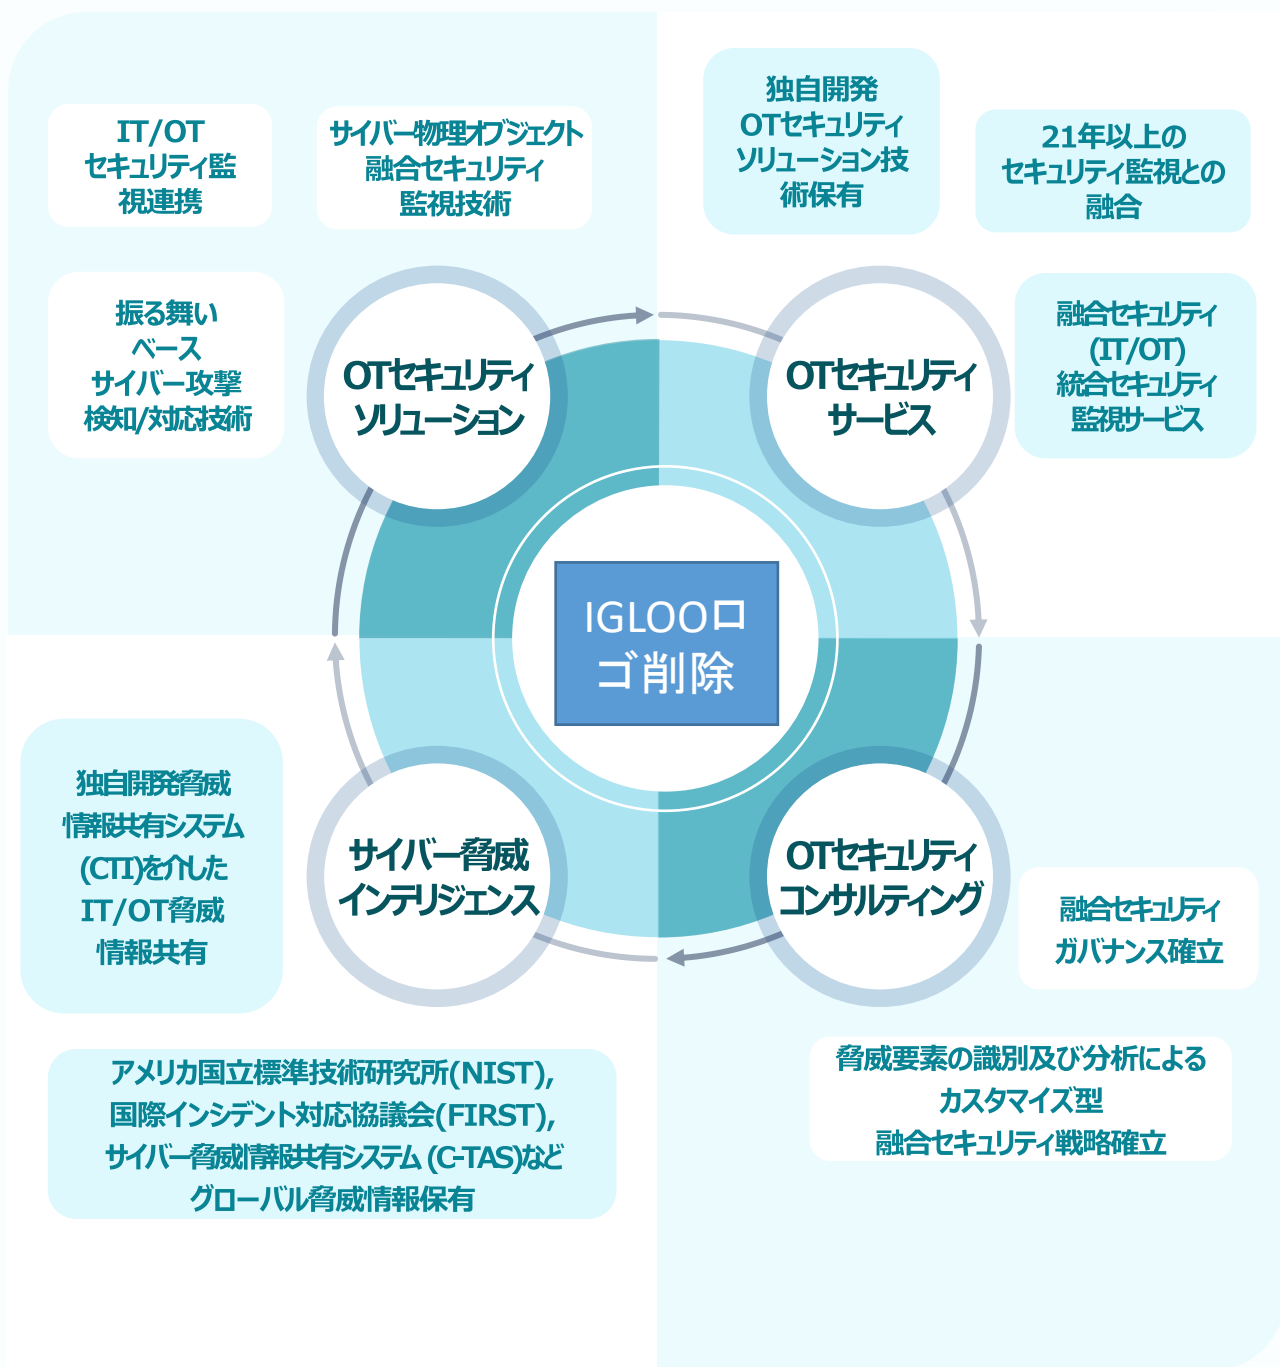 IT/OT
セキュリティ監
視連携
サイバー物理オブジェクト
融合セキュリティ
監視技術
振る舞い
ベース
サイバー攻撃
検知/対応技術
OTセキュリティ
ソリューション
独自開発
OTセキュリティ
ソリューション技
術保有
21年以上の
セキュリティ監視との
融合
融合セキュリティ
(IT/OT)
統合セキュリティ
監視サービス
OTセキュリティ
サービス
IGLOOロ
ゴ削除
独自開発脅威
情報共有システム
(CTI)を介した
IT/OT脅威
情報共有
サイバー脅威
インテリジェンス
アメリカ国立標準技術研究所(NIST),
国際インシデント対応協議会(FIRST),
サイバー脅威情報共有システム (C-TAS)など
グローバル脅威情報保有
OTセキュリティ
コンサルティング
融合セキュリティ
ガバナンス確立
脅威要素の識別及び分析による
カスタマイズ型
融合セキュリティ戦略確立